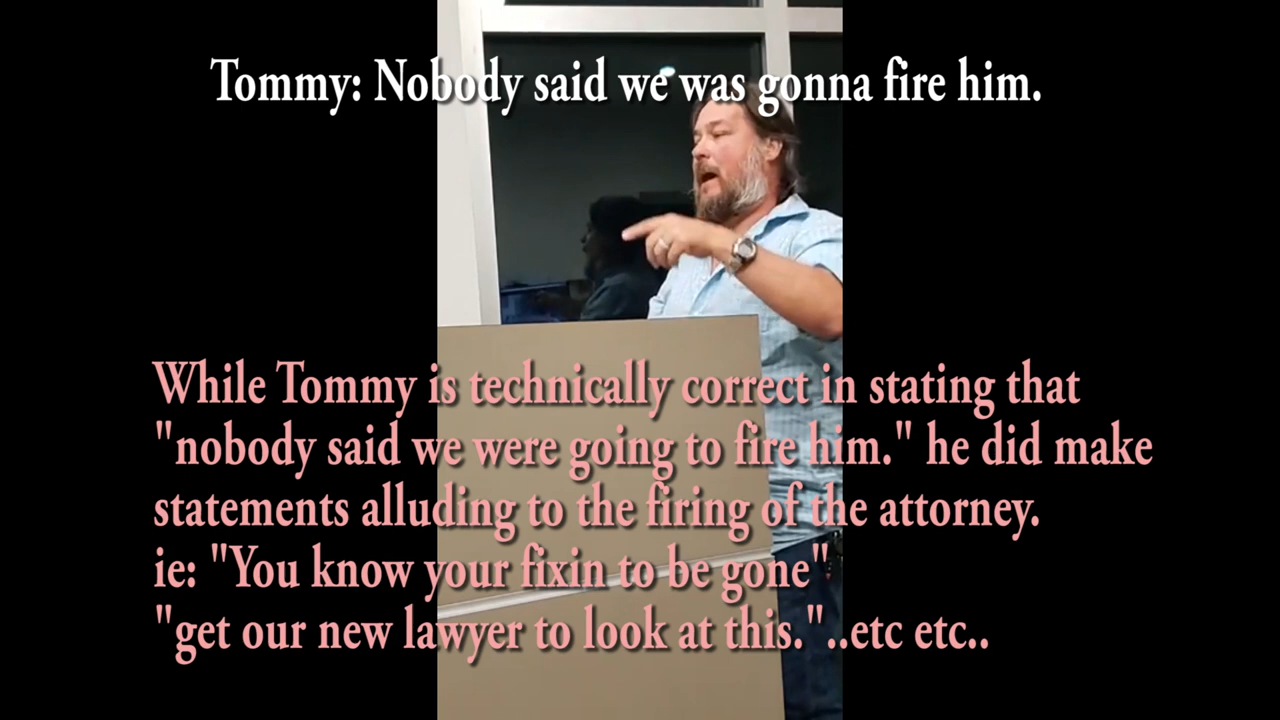 Tommy: Nobody said we was gonna fire him.
While Tommy is technically correct in stating that
"nobody said we were going to fire him." he did make
statements alluding to the firing of the attorney.
ie: "You know your fixin to be gone"
"get our new lawyer to look at this."..etc etc..